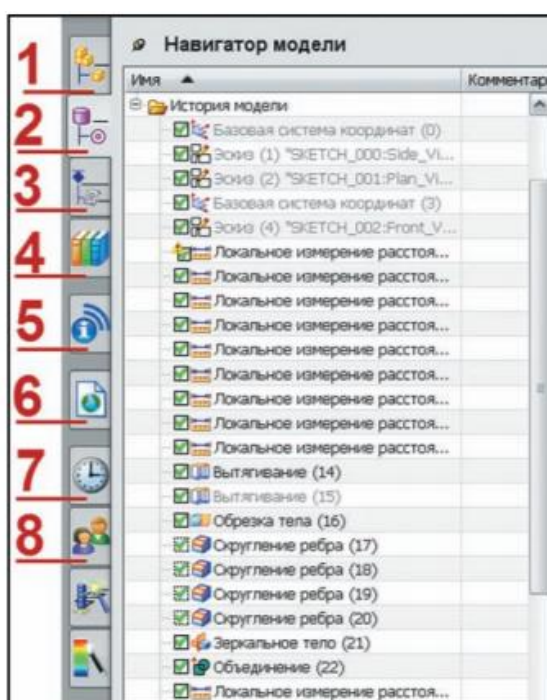 Навигатор модели
Имя Комментар
История модели
Базовая система координат (0)
Эскиз (1) "SKETCH_000:Side_Vi...
Эскиз (2) "SKETCH_001:Plan_Vi...
Базовая система координат (3)
Эскиз (4) "SKETCH_002:Front_V...
Локальное измерение расстоя...
Локальное измерение расстоя...
Локальное измерение расстоя...
Локальное измерение расстоя...
Локальное измерение расстоя...
Локальное измерение расстоя...
Локальное измерение расстоя...
Локальное измерение расстоя...
Локальное измерение расстоя...
Вытягивание (14)
Вытягивание (15)
Обрезка тела (16)
Скругление ребра (17)
Скругление ребра (18)
Скругление ребра (19)
Скругление ребра (20)
Зеркальное тело (21)
Объединение (22)
Локальное измерение расстоя...
1
2
3
4
5
6
7
8